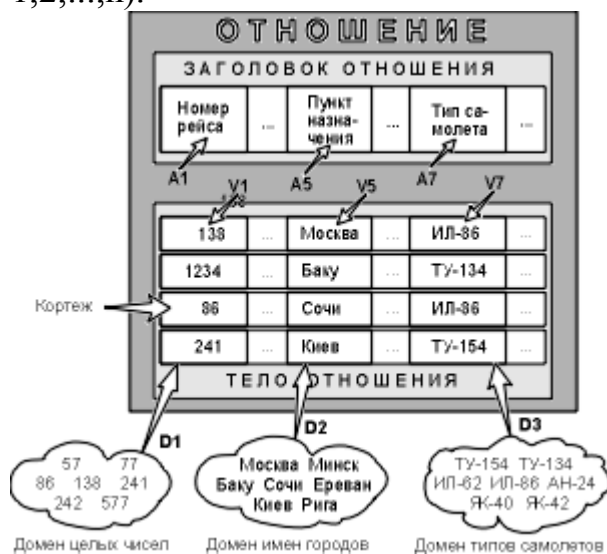 1,2,...,n).
ОТНОШЕНИЕ
ЗАГОЛОВОК ОТНОШЕНИЯ
Номер рейса ... Пункт назна-чения ... Тип са-молета ...
A1 V1 A5 V5 A7 V7
138 ... Москва ... ИЛ-86 ...
1234 ... Баку ... ТУ-134 ...
Кортеж 86 ... Сочи ... ИЛ-86 ...
241 ... Киев ... ТУ-154 ...
ТЕЛО ОТНОШЕНИЯ
D1 D2 D3
57 77
86 138 241
242 577
Москва Минск
Баку Сочи Ереван
Киев Рига
ТУ-154 ТУ-134
ИЛ-62 ИЛ-86 АН-24
ЯК-40 ЯК-42
Домен целых чисел Домен имен городов Домен типов самолетов